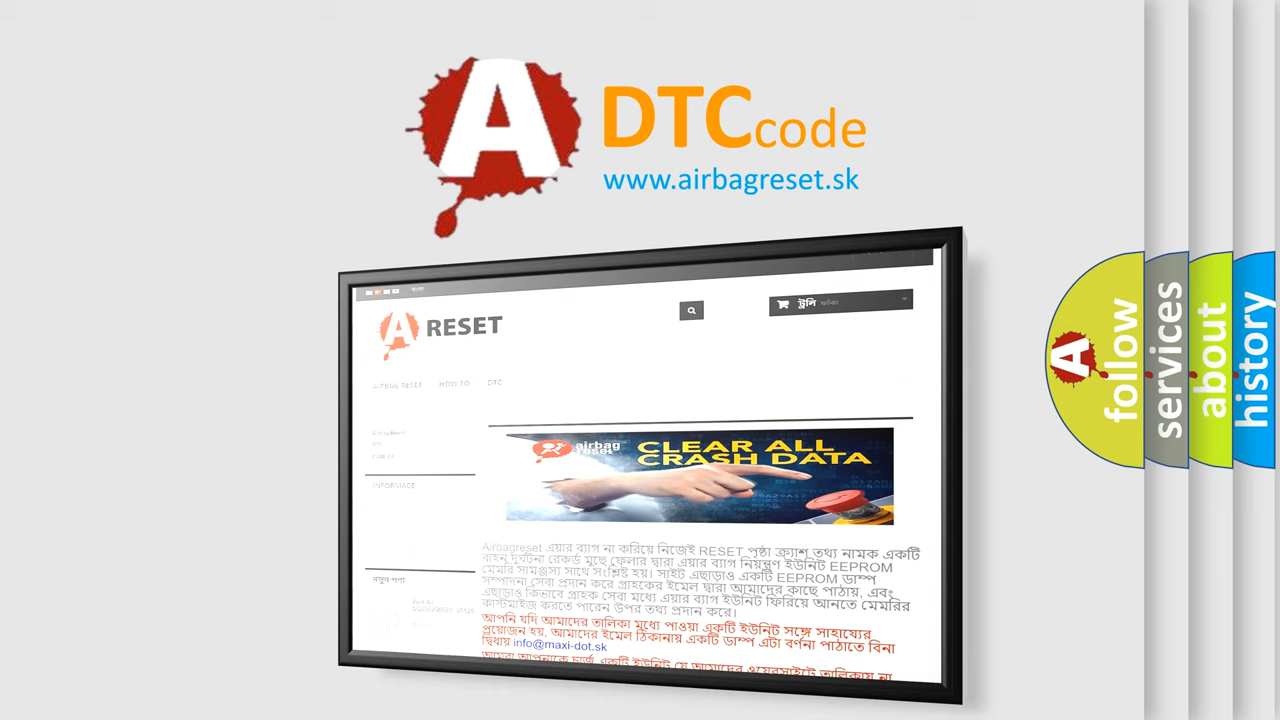 A
DTCcode
www.airbagreset.sk
বাংলা
A RESET
ট্রলি
AIRBAG RESET HOW TO DTC
airbag
reset
CLEAR ALL
CRASH DATA
INFORMACE
Airbagreset এয়ার ব্যাগ না করিয়ে নিজেই RESET পৃষ্ঠা ক্র্যাশ তথ্য নামক একটি
বাহন দুর্ঘটনা রেকর্ড মুছে ফেলার দ্বারা এয়ার ব্যাগ নিয়ন্ত্রণ ইউনিট EEPROM
মেমরি সামঞ্জস্য সাথে সংশ্লিষ্ট হয়। সাইট এছাড়াও একটি EEPROM ডাম্প
সম্পাদনা সেবা প্রদান করে গ্রাহকের ইমেল দ্বারা আমাদের কাছে পাঠায়, এবং
এছাড়াও কিভাবে গ্রাহক সেবা মধ্যে এয়ার ব্যাগ ইউনিট ফিরিয়ে আনতে মেমরির
কাস্টমাইজ করতে পারেন উপর তথ্য প্রদান করে।
আপনি যদি আমাদের তালিকা মধ্যে পাওয়া একটি ইউনিট সঙ্গে সাহায্যের
প্রয়োজন হয়, আমাদের ইমেল ঠিকানায় একটি ডাম্প এটা বর্ণনা পাঠাতে বিনা
দ্বিধায় info@maxi-dot.sk
নতুন পণ্য
A
follow
services
about
history